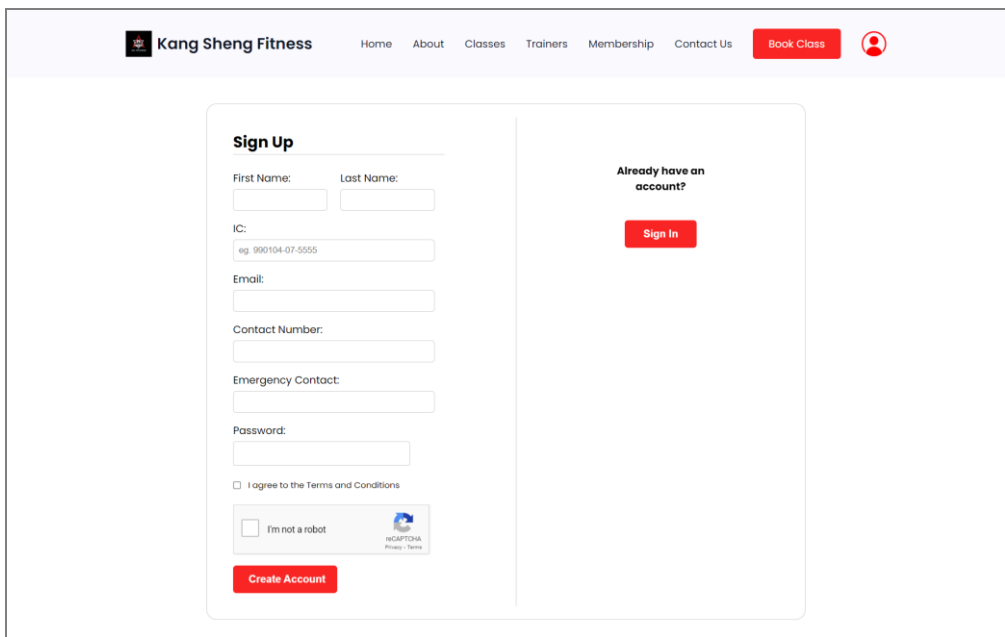 Kang Sheng Fitness
Home About Classes Trainers Membership Contact Us Book Class
Sign Up
First Name: Last Name:
IC:
eg. 990104-07-5555
Email:
Contact Number:
Emergency Contact:
Password:
I agree to the Terms and Conditions
I'm not a robot
reCAPTCHA
Privacy - Terms
Create Account
Already have an
account?
Sign In